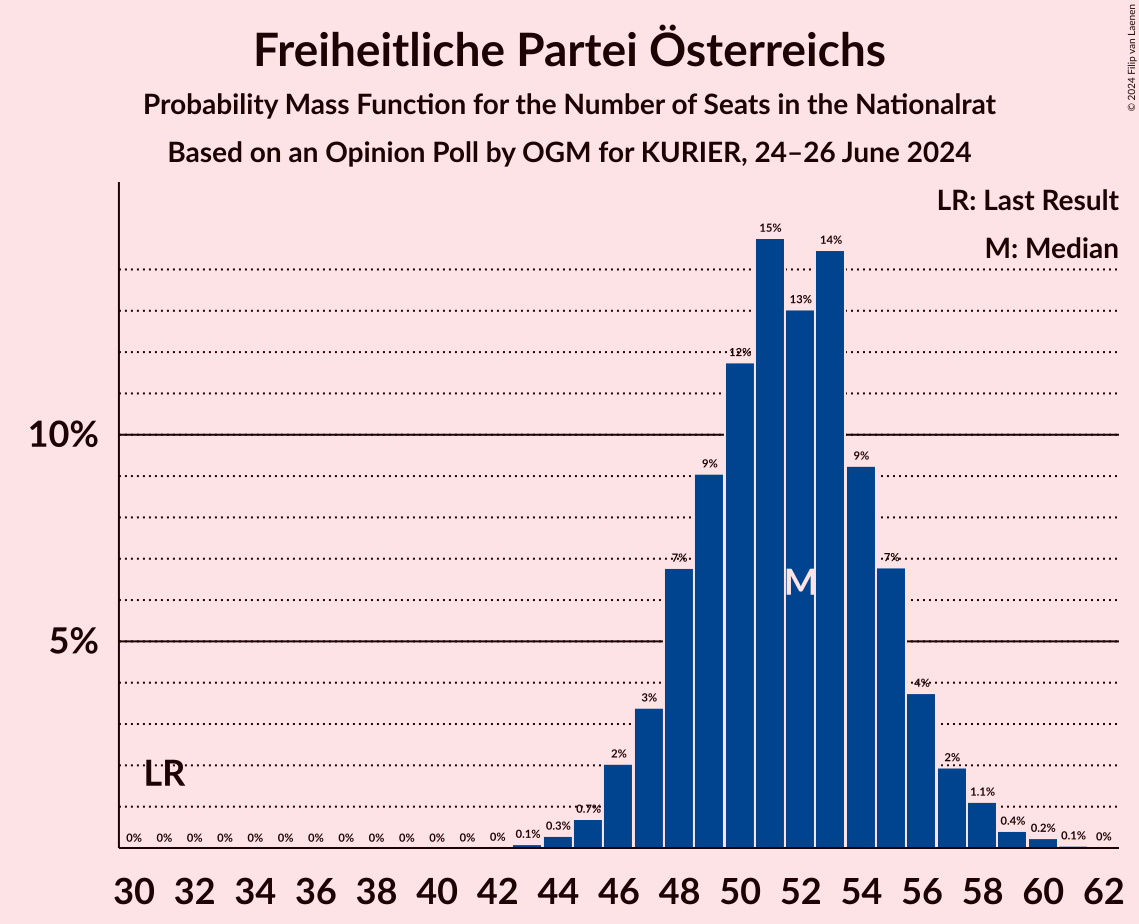 Freiheitliche Partei Österreichs
Probability Mass Function for the Number of Seats in the Nationalrat
Based on an Opinion Poll by OGM for KURIER, 24–26 June 2024
© 2024 Filip van Laenen
LR: Last Result
M: Median
10%
5%
0% 0% 0% 0% 0% 0% 0% 0% 0% 0% 0% 0% 0% 0.1% 0.3% 0.7% 2% 3% 7% 9% 12% 15% 13% 14% 9% 7% 4% 2% 1.1% 0.4% 0.2% 0.1% 0%
M
LR
30 32 34 36 38 40 42 44 46 48 50 52 54 56 58 60 62